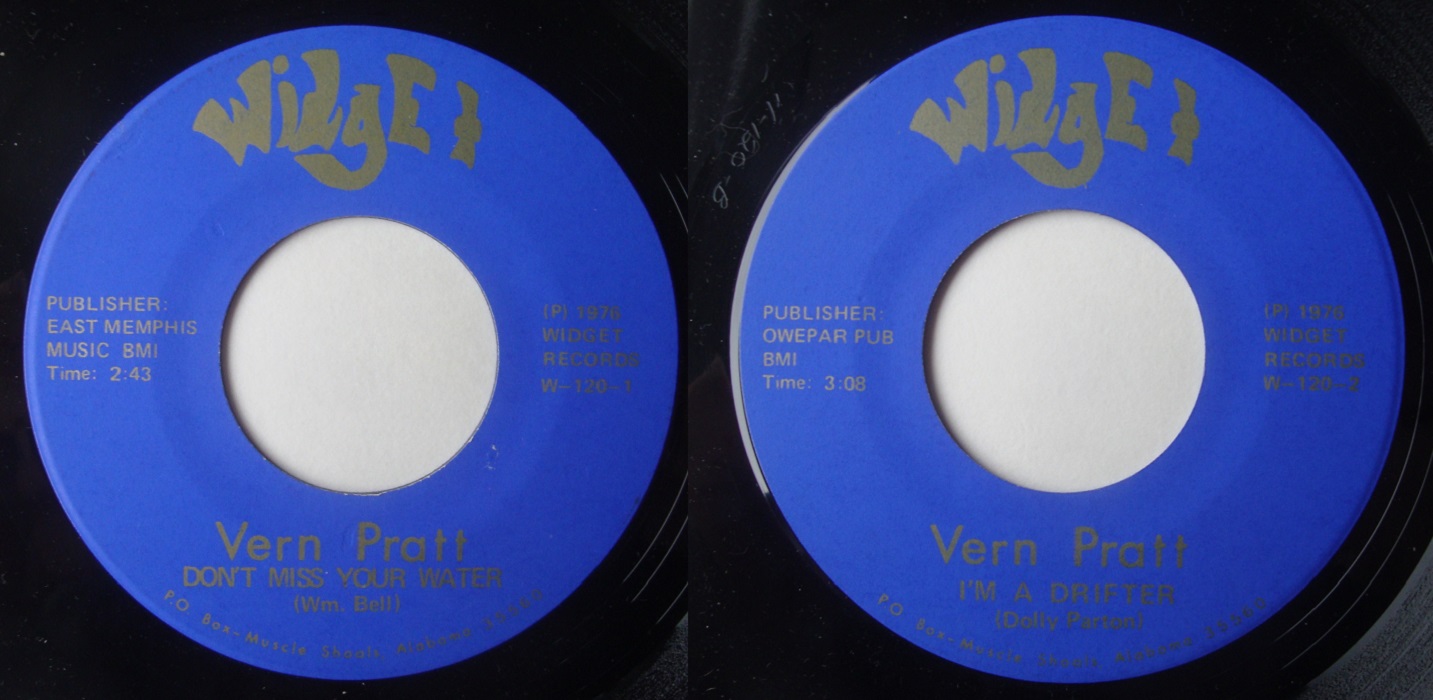 Widget
PUBLISHER:
EAST MEMPHIS
MUSIC BMI
Time: 2:43
(P) 1976
WIDGET
RECORDS
W-120-1
Vern Pratt
DON'T MISS YOUR WATER
(Wm. Bell)
P.O Box-Muscle Shoals, Alabama 35660
Widget
PUBLISHER:
OWEPAR PUB
BMI
Time: 3:08
(P) 1976
WIDGET
RECORDS
W-120-2
Vern Pratt
I'M A DRIFTER
(Dolly Parton)
P.O Box-Muscle Shoals, Alabama 35660